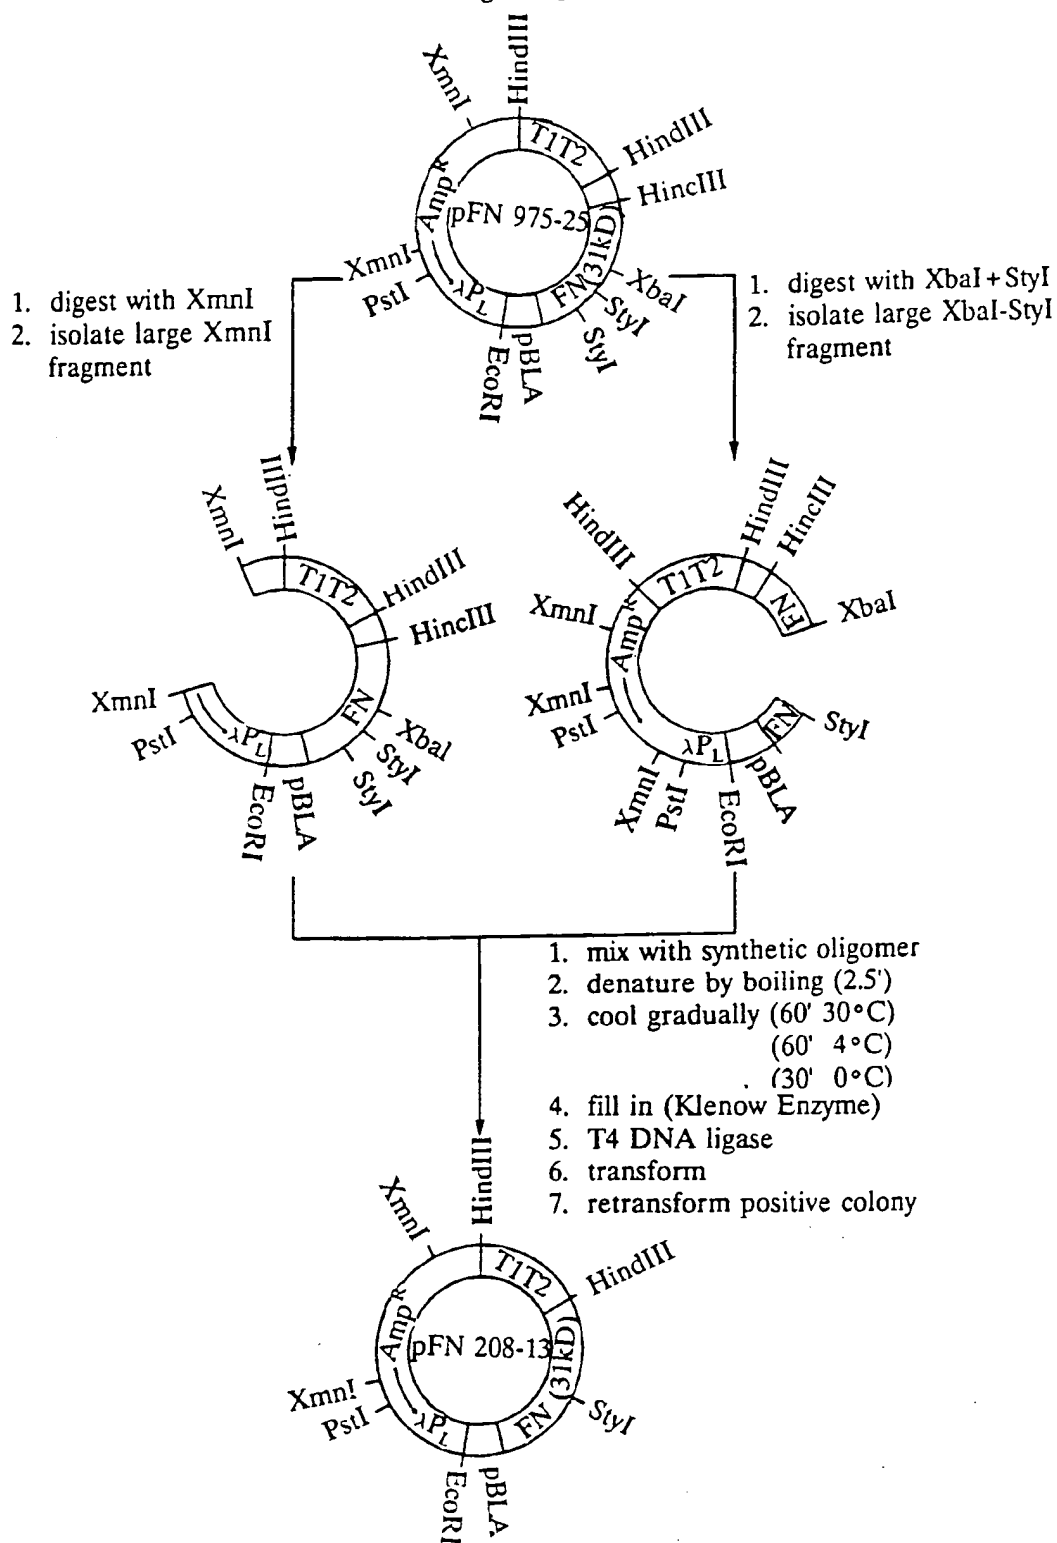 HindIII
XmnI
T1T2
HindIII
HincIII
Amp R
pFN 975-25
(31kD)
FN
XmnI
PstI
λPL
EcoRI
pBLA
StyI
StyI
XbaI
1. digest with XmnI
2. isolate large XmnI
fragment
1. digest with XbaI+StyI
2. isolate large XbaI-StyI
fragment
XmnI
HindIII
T1T2
HindIII
HincIII
XmnI
PstI
λPL
EcoRI
pBLA
FN
XbaI
StyI
StyI
HindIII
T1T2
HindIII
HincIII
FN
XbaI
XmnI
Amp R
XmnI
PstI
XmnI
PstI
λPL
EcoRI
pBLA
FN
StyI
1. mix with synthetic oligomer
2. denature by boiling (2.5')
3. cool gradually (60' 30°C)
(60' 4°C)
(30' 0°C)
4. fill in (Klenow Enzyme)
5. T4 DNA ligase
6. transform
7. retransform positive colony
XmnI
HindIII
T1T2
HindIII
Amp R
pFN 208-13
(31kD)
FN
StyI
XmnI
PstI
λPL
EcoRI
pBLA